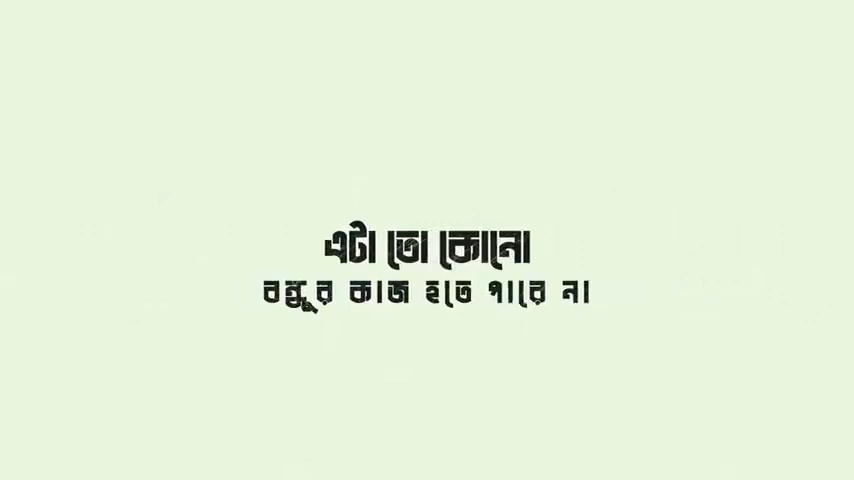 এটা তো কোনো
বন্ধুর কাজ হতে পারে না